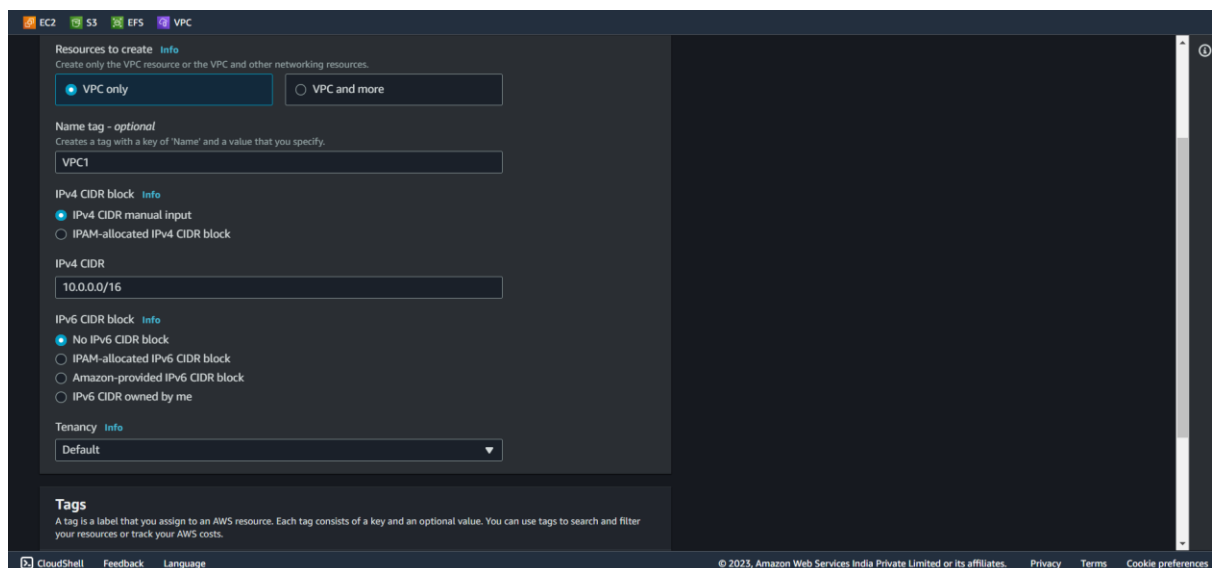 EC2 S3 EFS VPC
Resources to create Info
Create only the VPC resource or the VPC and other networking resources.
VPC only VPC and more
Name tag - optional
Creates a tag with a key of 'Name' and a value that you specify.
VPC1
IPv4 CIDR block Info
IPv4 CIDR manual input
IPAM-allocated IPv4 CIDR block
IPv4 CIDR
10.0.0.0/16
IPv6 CIDR block Info
No IPv6 CIDR block
IPAM-allocated IPv6 CIDR block
Amazon-provided IPv6 CIDR block
IPv6 CIDR owned by me
Tenancy Info
Default
Tags
A tag is a label that you assign to an AWS resource. Each tag consists of a key and an optional value. You can use tags to search and filter
your resources or track your AWS costs.
CloudShell Feedback Language © 2023, Amazon Web Services India Private Limited or its affiliates. Privacy Terms Cookie preferences